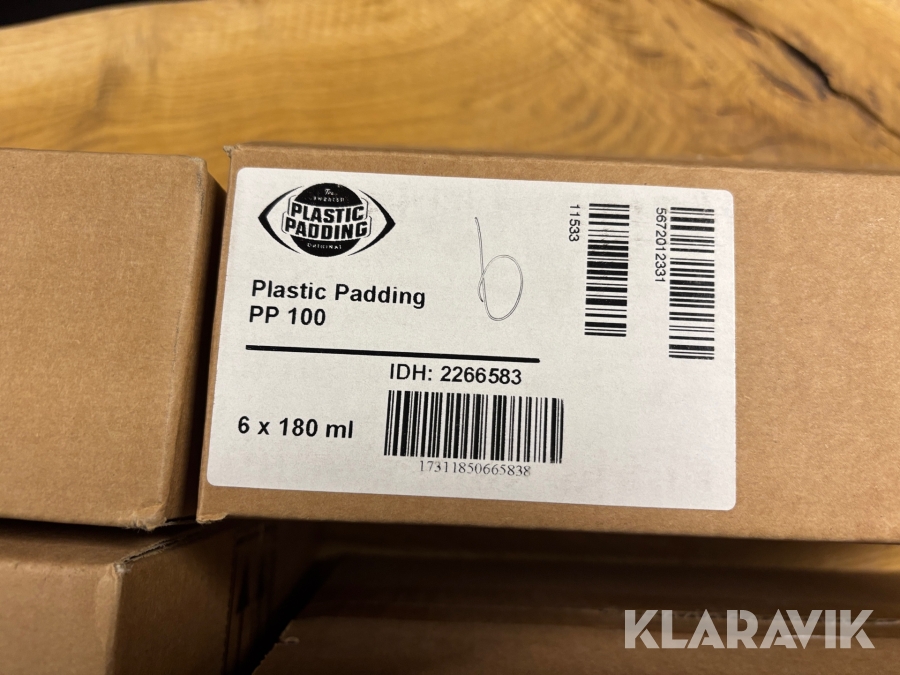 The
SWEDISH
PLASTIC
PADDING
ORIGINAL
Plastic Padding
PP 100
6
11533
5672012331
IDH: 2266583
6 x 180 ml
17311850665838
KLARAVIK